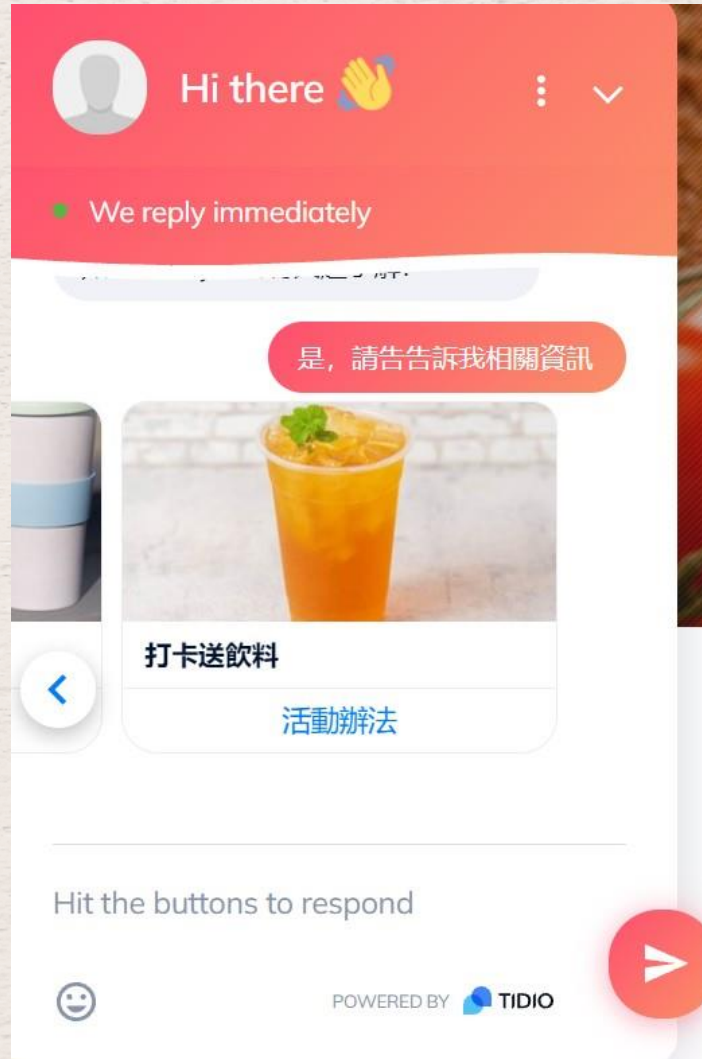 Hi there 👋
We reply immediately
是，請告告訴我相關資訊
打卡送飲料
活動辦法
Hit the buttons to respond
POWERED BY TIDIO